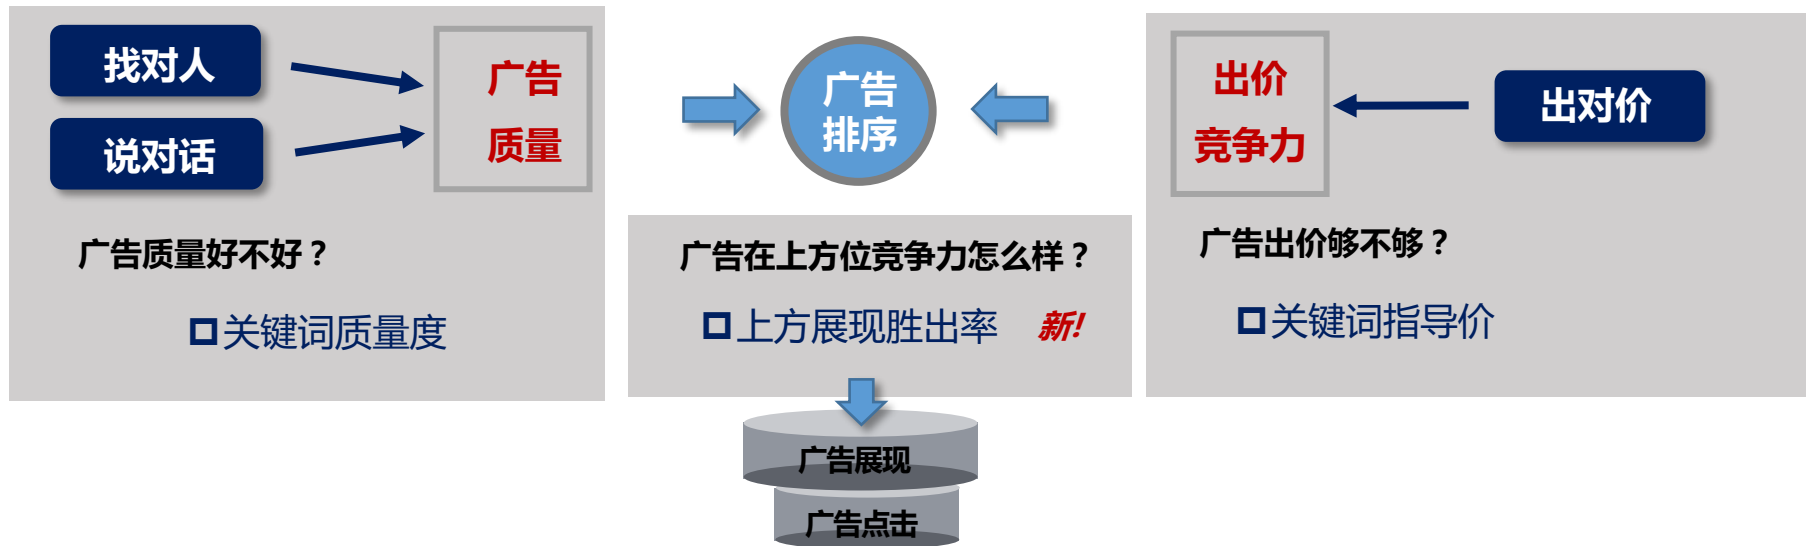 找对人
说对话
广告
质量
广告质量好不好？
关键词质量度
广告
排序
广告在上方位竞争力怎么样？
上方展现胜出率 新!
广告展现
广告点击
出价
竞争力
出对价
广告出价够不够？
关键词指导价